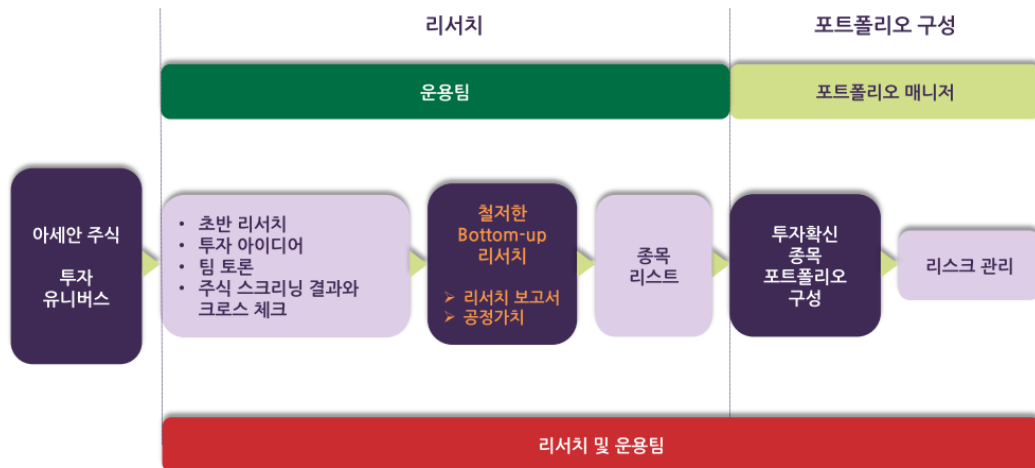 리서치
포트폴리오 구성
운용팀
포트폴리오 매니저
아세안 주식
투자
유니버스
• 초반 리서치
• 투자 아이디어
• 팀 토론
• 주식 스크리닝 결과와
크로스 체크
철저한
Bottom-up
리서치
➢ 리서치 보고서
➢ 공정가치
종목
리스트
투자확신
종목
포트폴리오
구성
리스크 관리
리서치 및 운용팀